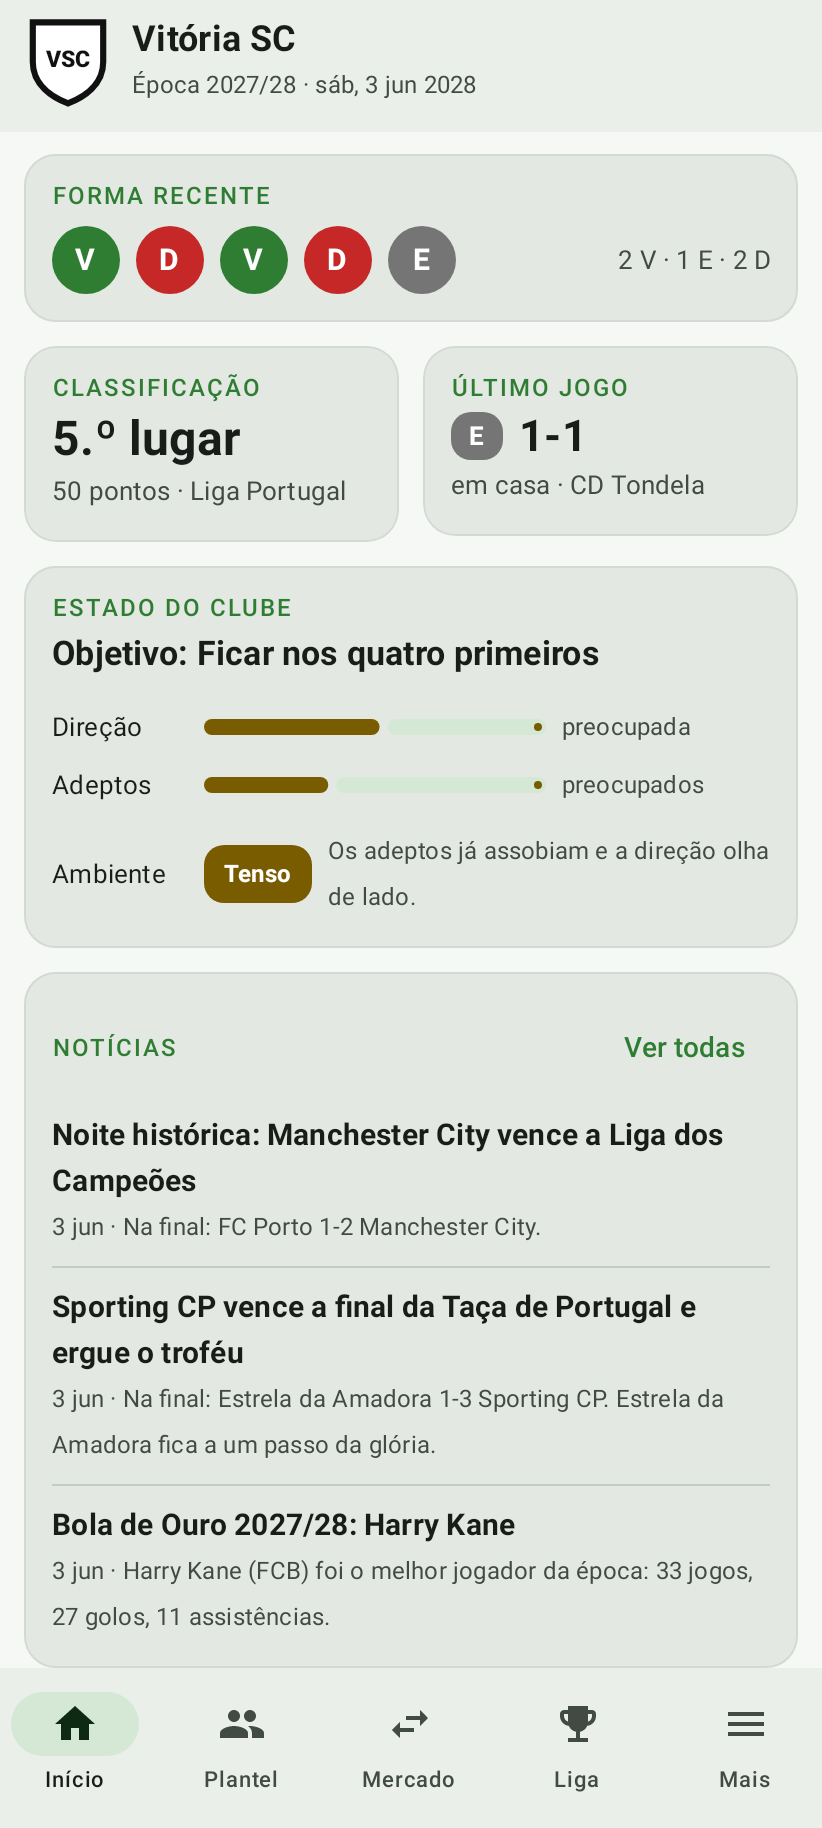 VSC
Vitória SC
Época 2027/28 · sáb, 3 jun 2028
FORMA RECENTE
V D V D E
2 V · 1 E · 2 D
CLASSIFICAÇÃO
5.º lugar
50 pontos · Liga Portugal
ÚLTIMO JOGO
E 1-1
em casa · CD Tondela
ESTADO DO CLUBE
Objetivo: Ficar nos quatro primeiros
Direção preocupada
Adeptos preocupados
Ambiente Tenso
Os adeptos já assobiam e a direção olha
de lado.
NOTÍCIAS
Ver todas
Noite histórica: Manchester City vence a Liga dos
Campeões
3 jun · Na final: FC Porto 1-2 Manchester City.
Sporting CP vence a final da Taça de Portugal e
ergue o troféu
3 jun · Na final: Estrela da Amadora 1-3 Sporting CP. Estrela da
Amadora fica a um passo da glória.
Bola de Ouro 2027/28: Harry Kane
3 jun · Harry Kane (FCB) foi o melhor jogador da época: 33 jogos,
27 golos, 11 assistências.
Início Plantel Mercado Liga Mais